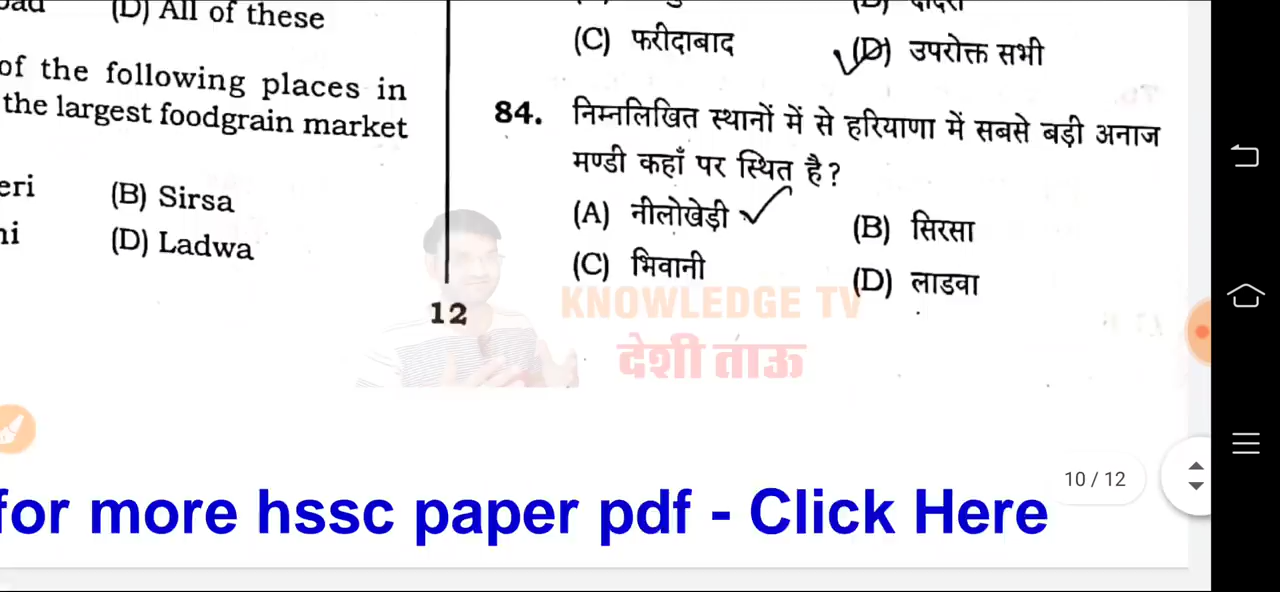 (D) All of these
of the following places in
the largest foodgrain market
eri (B) Sirsa
ni (D) Ladwa
(C) फरीदाबाद (D) उपरोक्त सभी
84. निम्नलिखित स्थानों में से हरियाणा में सबसे बड़ी अनाज
मण्डी कहाँ पर स्थित है?
(A) नीलोखेड़ी (B) सिरसा
(C) भिवानी (D) लाडवा
12
KNOWLEDGE TV
देशी ताऊ
10 / 12
for more hssc paper pdf - Click Here